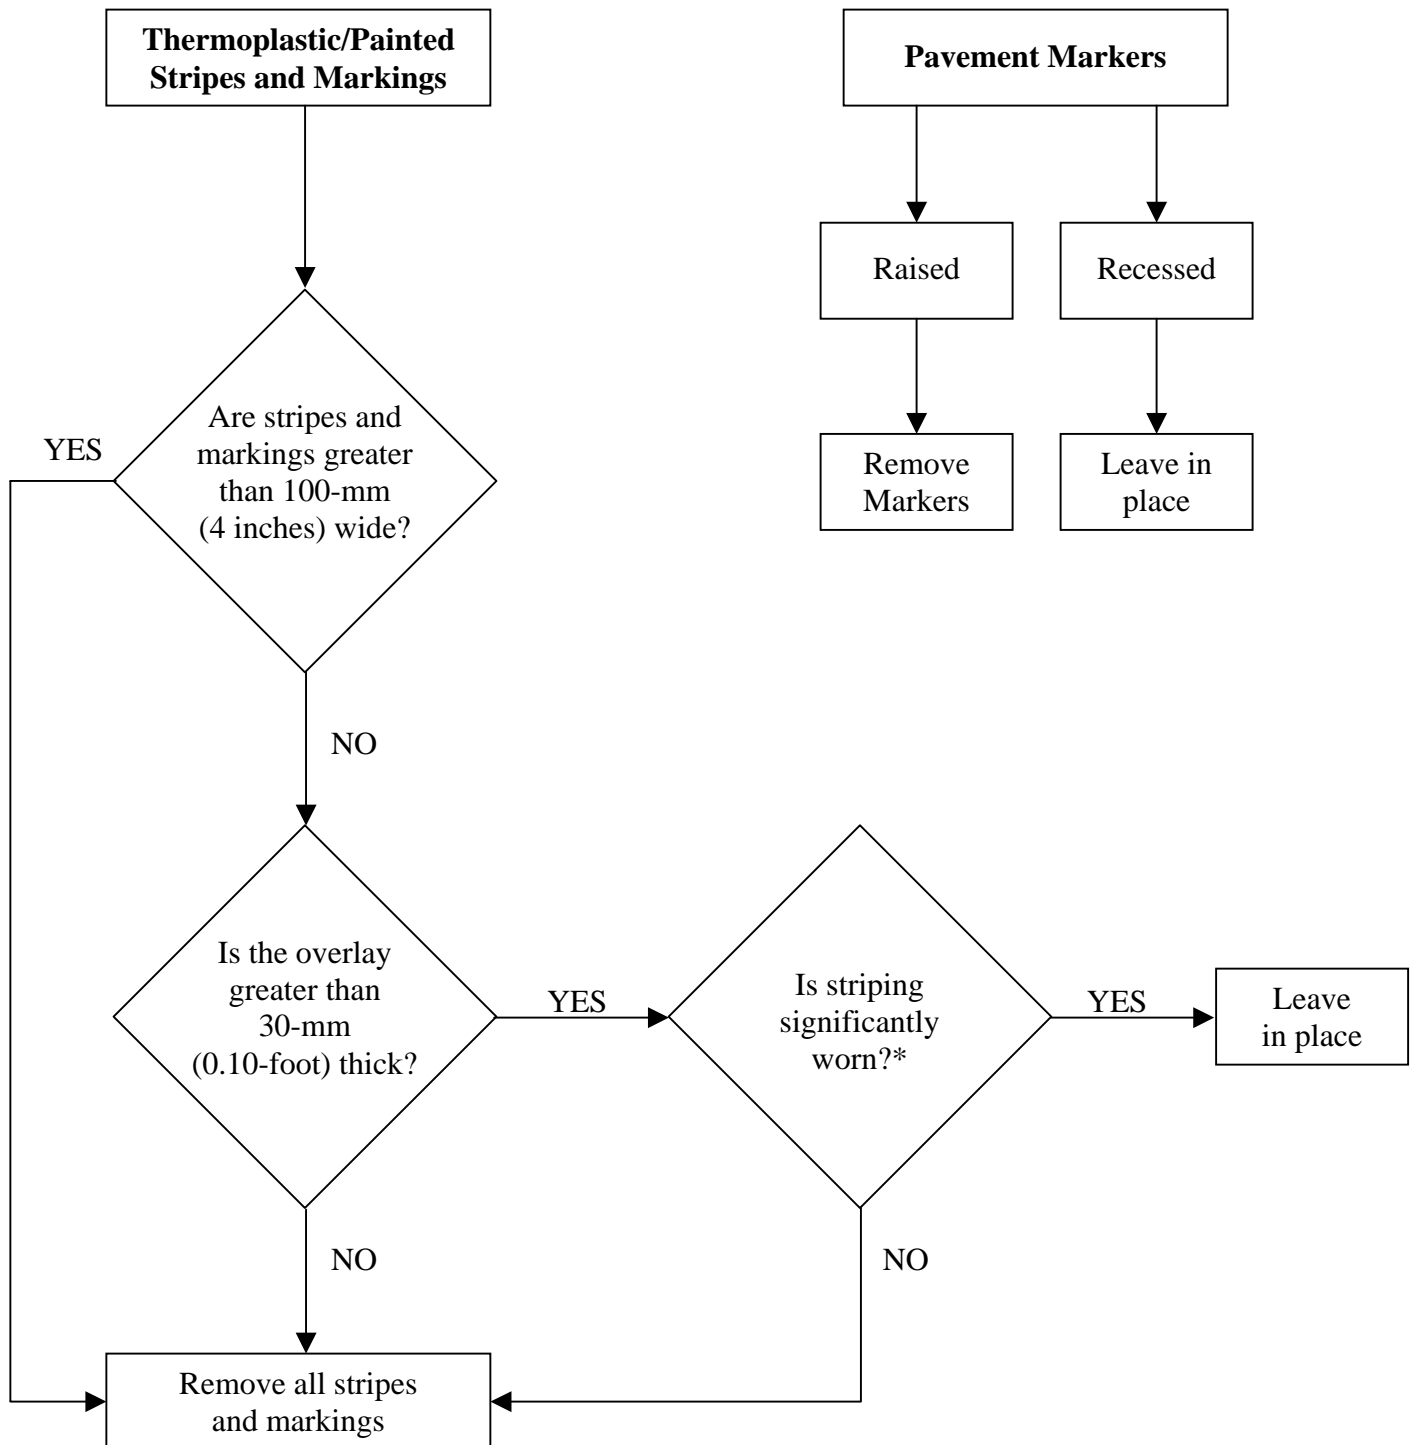 Thermoplastic/Painted
Stripes and Markings
Pavement Markers
Raised
Recessed
Remove
Markers
Leave in
place
Are stripes and
markings greater
than 100-mm
(4 inches) wide?
YES
NO
Is the overlay
greater than
30-mm
(0.10-foot) thick?
YES
Is striping
significantly
worn?*
YES
Leave
in place
NO
NO
Remove all stripes
and markings